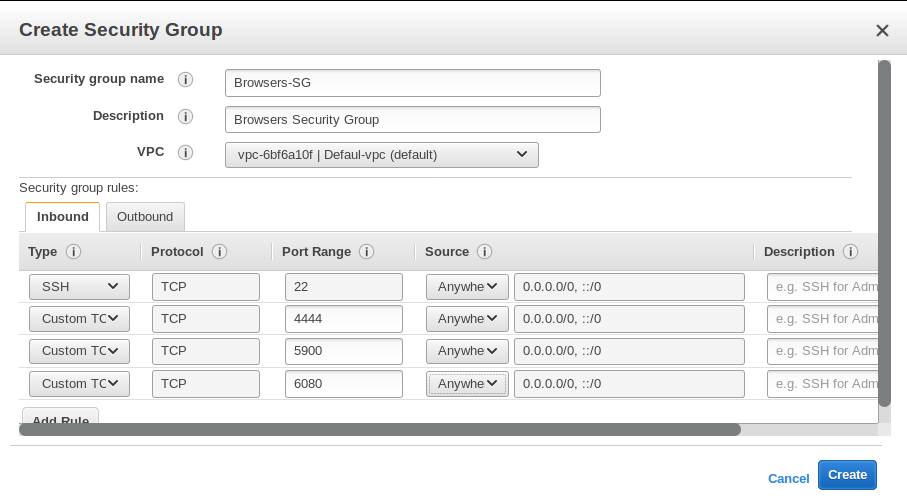 Create Security Group
Security group name Browsers-SG
Description Browsers Security Group
VPC vpc-6bf6a10f | Defaul-vpc (default)
Security group rules:
Inbound Outbound
Type Protocol Port Range Source Description
SSH TCP 22 Anywhe 0.0.0.0/0, ::/0 e.g. SSH for Adm
Custom TC TCP 4444 Anywhe 0.0.0.0/0, ::/0 e.g. SSH for Adm
Custom TC TCP 5900 Anywhe 0.0.0.0/0, ::/0 e.g. SSH for Adm
Custom TC TCP 6080 Anywhe 0.0.0.0/0, ::/0 e.g. SSH for Adm
Add Rule
Cancel Create